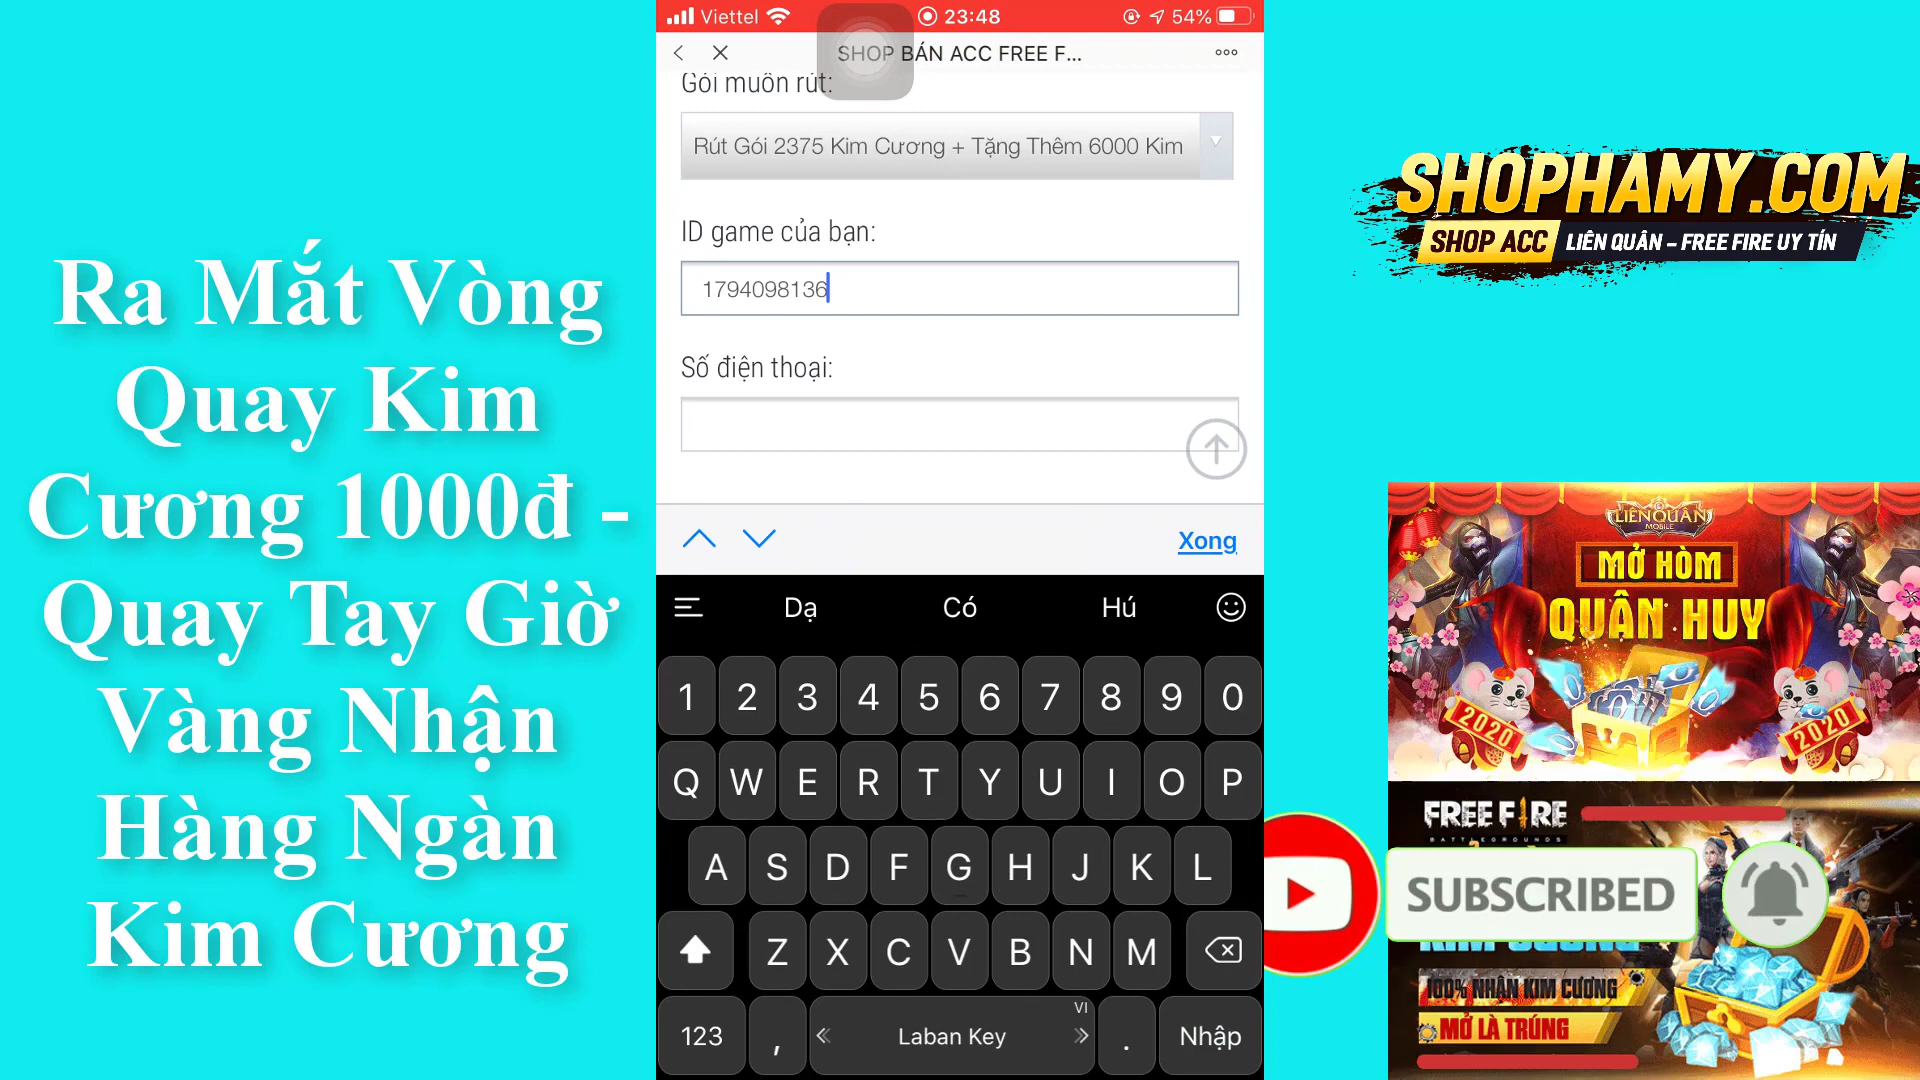 Ra Mắt Vòng
Quay Kim
Cương 1000đ -
Quay Tay Giờ
Vàng Nhận
Hàng Ngàn
Kim Cương
Viettel
23:48
54%
SHOP BÁN ACC FREE F...
Gói muốn rút:
Rút Gói 2375 Kim Cương + Tặng Thêm 6000 Kim
ID game của bạn:
1794098136
Số điện thoại:
Xong
Dạ Có Hú
1 2 3 4 5 6 7 8 9 0
Q W E R T Y U I O P
A S D F G H J K L
Z X C V B N M
VI
123 , « Laban Key » . Nhập
SHOPHAMY.COM
SHOP ACC LIÊN QUÂN – FREE FIRE UY TÍN
LIÊN QUÂN
MOBILE
MỞ HÒM
QUÂN HUY
2020 2020
FREE FIRE
BATTLEGROUNDS
SUBSCRIBED
KIM CƯƠNG
100% NHẬN KIM CƯƠNG
MỞ LÀ TRÚNG